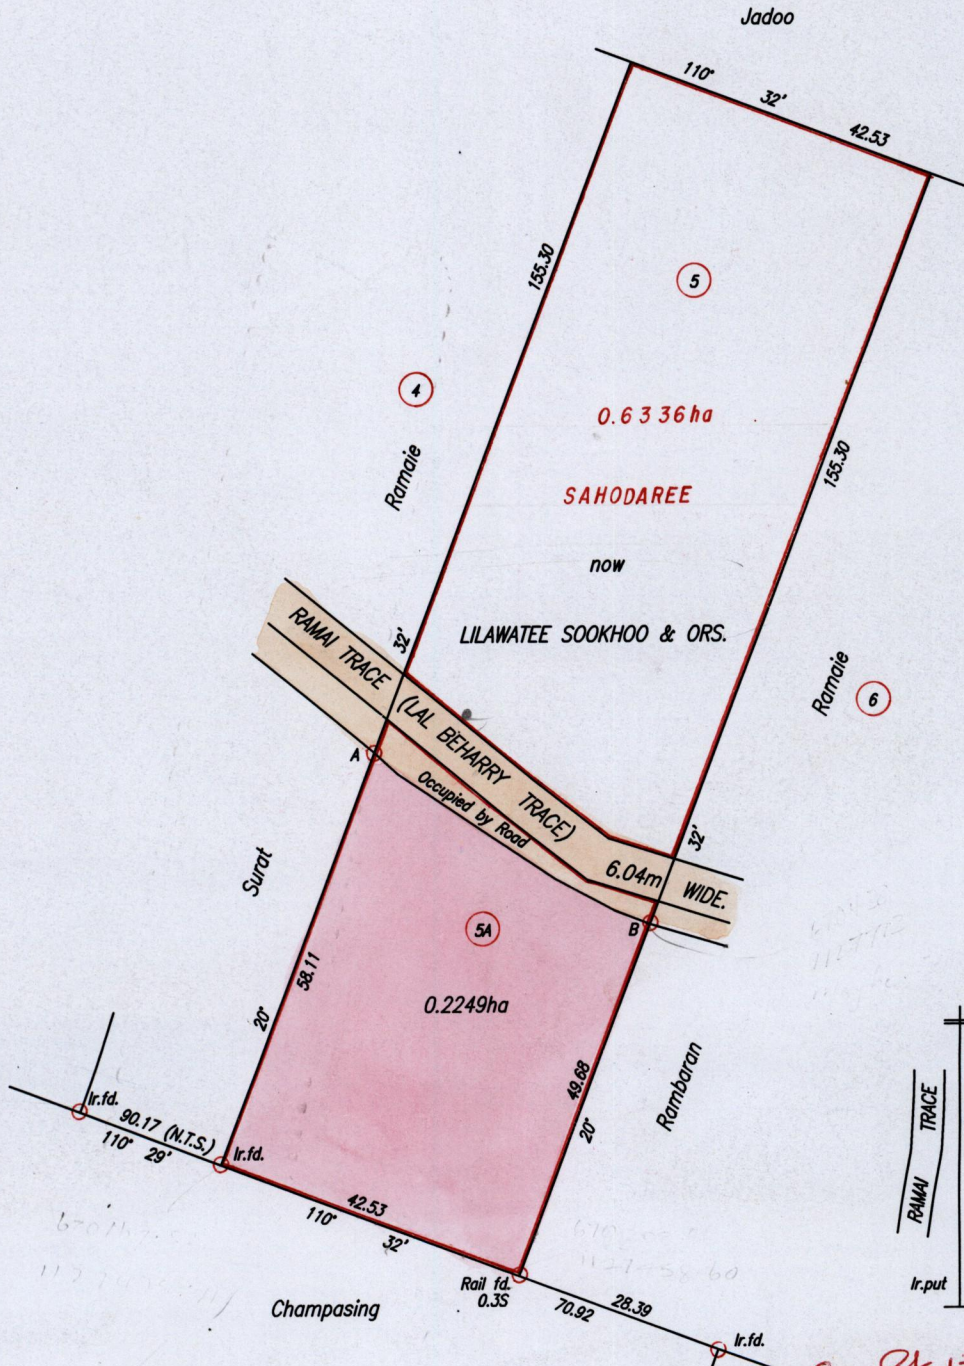 Jadoo
110° 32' 42.53
155.30
5
4
0.6336ha
Ramaie
155.30
SAHODAREE
now
LILAWATEE SOOKHOO & ORS.
32'
RAMAI TRACE (LAL BEHARRY TRACE) 6.04m WIDE.
Ramaie
6
A
Occupied by Road
32'
Surat
B
5A
58.11
0.2249ha
20°
49.68
Rambaran
20°
Ir.fd.
90.17 (N.T.S.)
110° 29'
Ir.fd.
42.53
110° 32'
RAMAI TRACE
Rail fd.
0.3S
Ir.put
Champasing
28.39
70.92
Ir.fd.